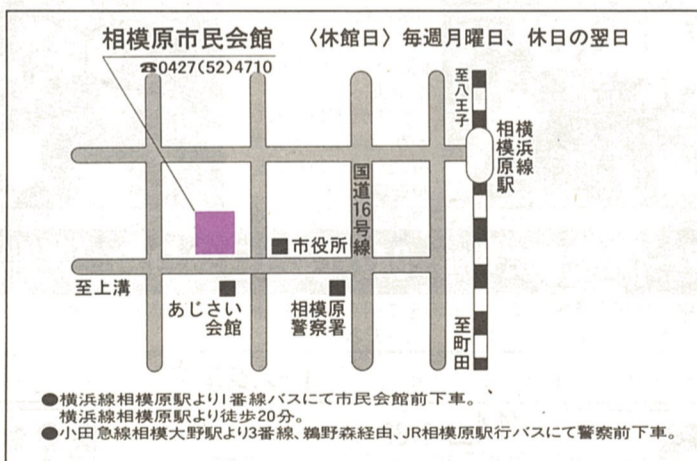 相模原市民会館 〈休館日〉毎週月曜日、休日の翌日
☎0427(52)4710
至八王子
横浜線
相模原駅
国道16号線
市役所
至上溝
あじさい
会館
相模原
警察署
至町田
●横浜線相模原駅より1番線バスにて市民会館前下車。
横浜線相模原駅より徒歩20分。
●小田急線相模大野駅より3番線、鵜野森経由、JR相模原駅行バスにて警察前下車。